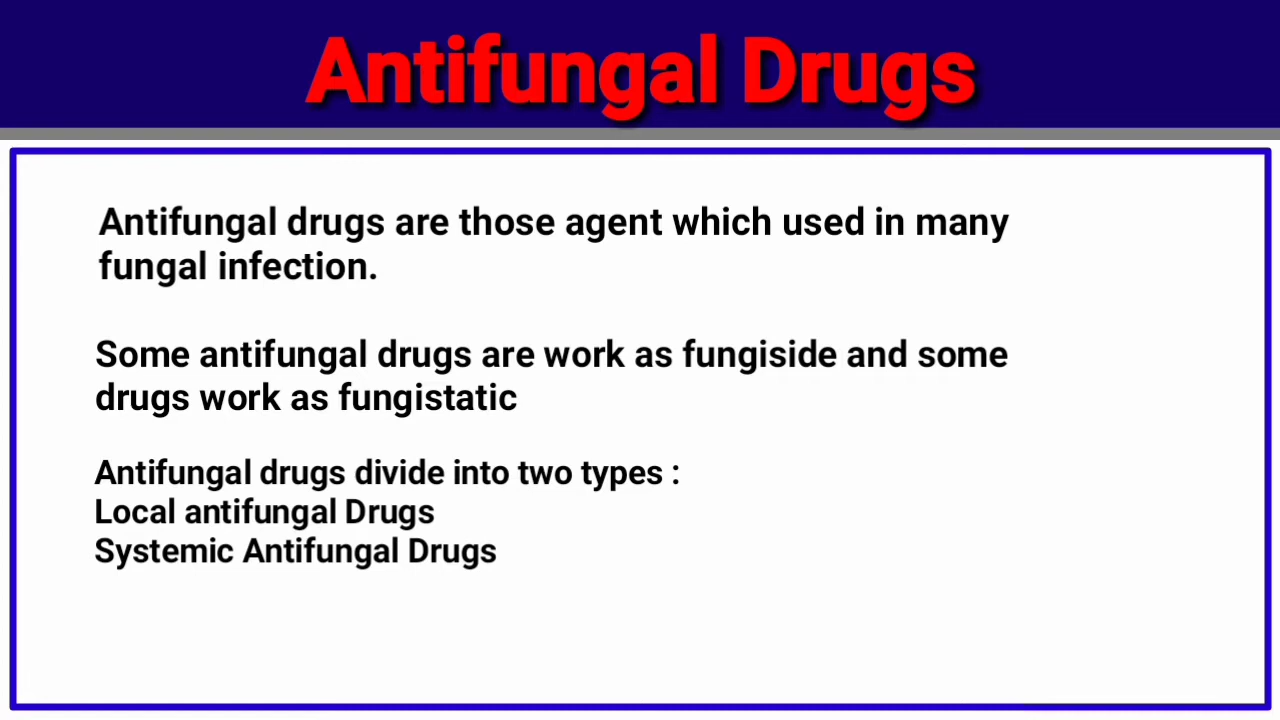 Antifungal Drugs
Antifungal drugs are those agent which used in many
fungal infection.
Some antifungal drugs are work as fungiside and some
drugs work as fungistatic
Antifungal drugs divide into two types :
Local antifungal Drugs
Systemic Antifungal Drugs